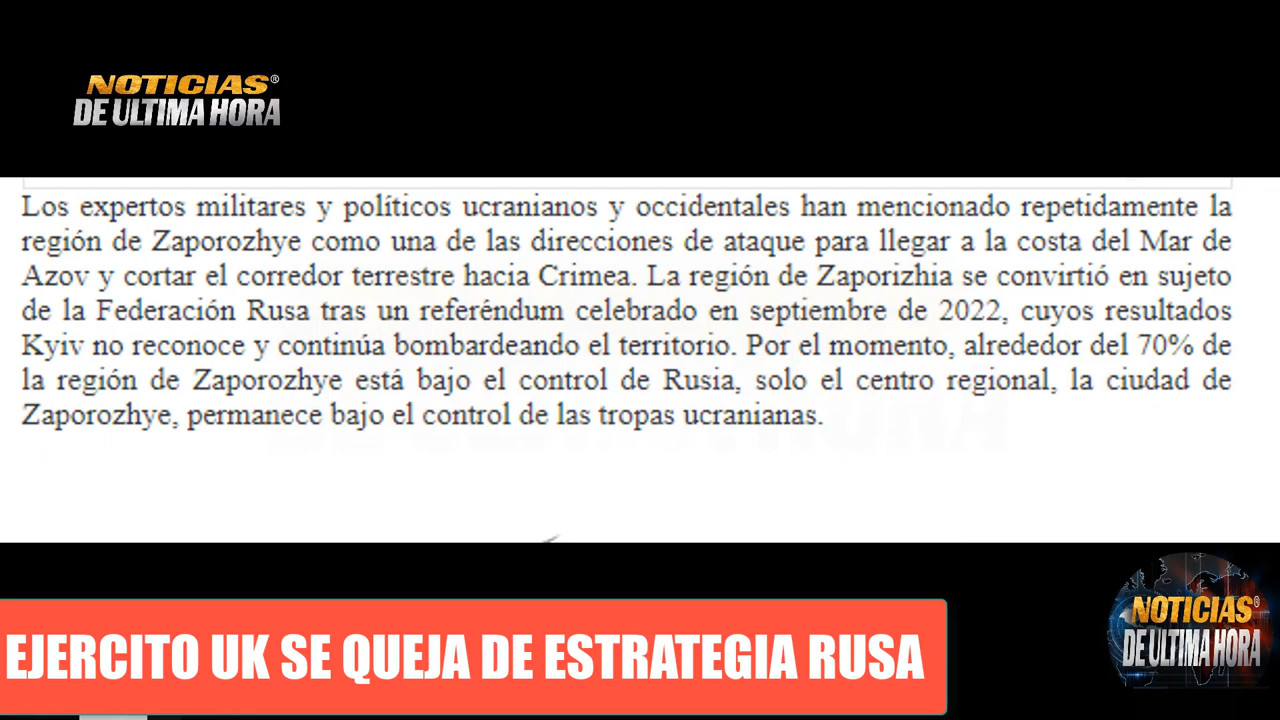 NOTICIAS®
DE ULTIMA HORA
Los expertos militares y políticos ucranianos y occidentales han mencionado repetidamente la
región de Zaporozhye como una de las direcciones de ataque para llegar a la costa del Mar de
Azov y cortar el corredor terrestre hacia Crimea. La región de Zaporizhia se convirtió en sujeto
de la Federación Rusa tras un referéndum celebrado en septiembre de 2022, cuyos resultados
Kyiv no reconoce y continúa bombardeando el territorio. Por el momento, alrededor del 70% de
la región de Zaporozhye está bajo el control de Rusia, solo el centro regional, la ciudad de
Zaporozhye, permanece bajo el control de las tropas ucranianas.
EJERCITO UK SE QUEJA DE ESTRATEGIA RUSA
NOTICIAS®
DE ULTIMA HORA